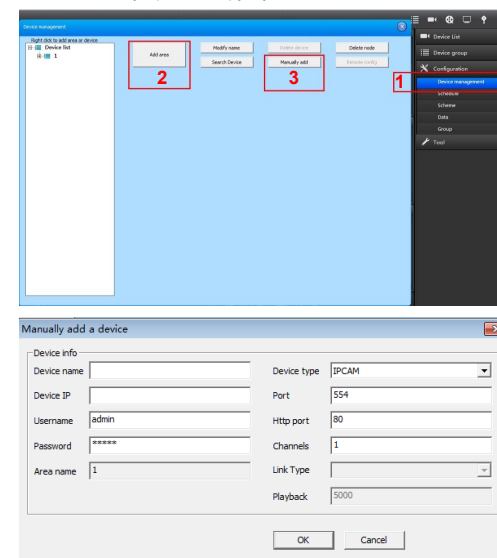 Device management
Right click to add area or device
Device list
1
Add area
2
Modify name
Delete device
Delete node
Search Device
Manually add
Remote config
3
1
Device List
Device group
Configuration
Device management
Schedule
Scheme
Data
Group
Tool
Manually add a device
Device info
Device name
Device type IPCAM
Device IP
Port 554
Username admin
Http port 80
Password *****
Channels 1
Area name 1
Link Type
Playback 5000
OK Cancel